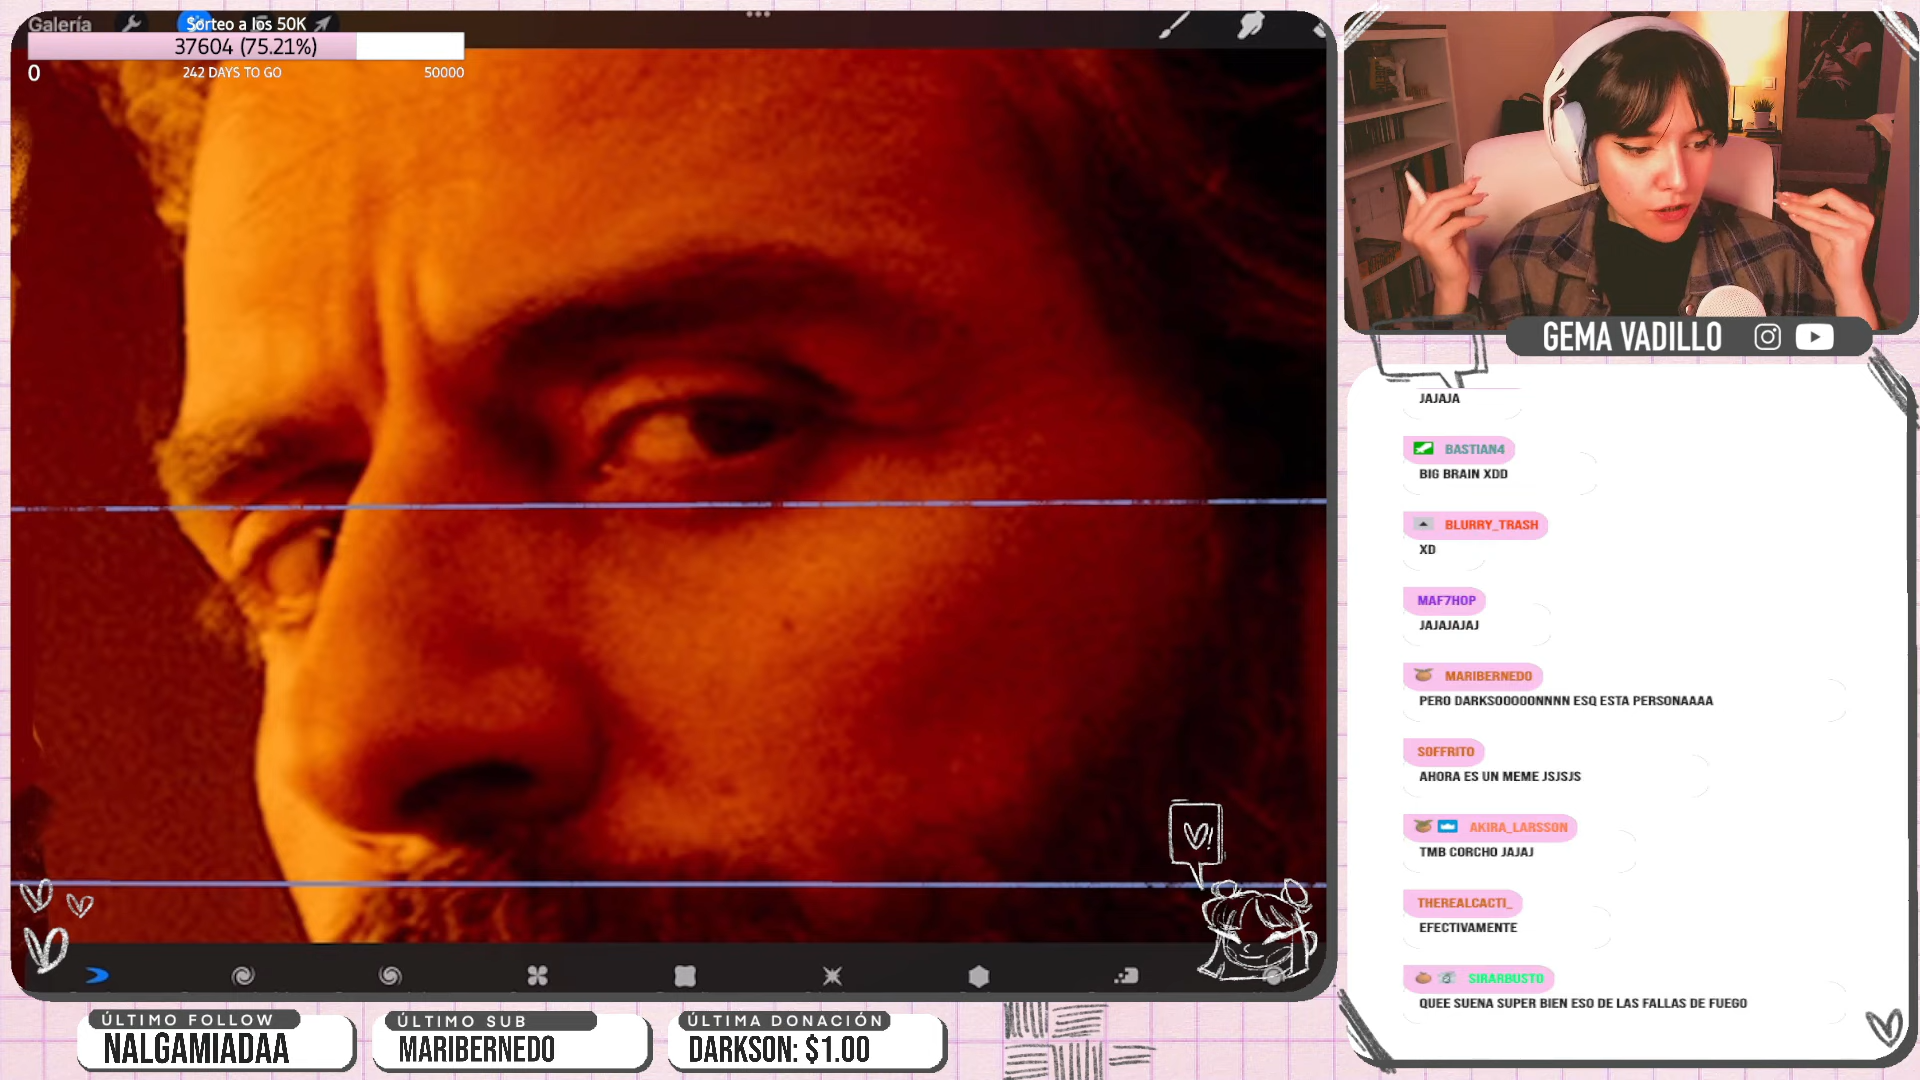 Galería
Sorteo a los 50K
37604 (75.21%)
0
242 DAYS TO GO
50000
GEMA VADILLO
JAJAJA
BASTIAN4
BIG BRAIN XDD
BLURRY_TRASH
XD
MAF7HOP
JAJAJAJAJ
MARIBERNEDO
PERO DARKSOOOOONNNN ESQ ESTA PERSONAAAA
SOFFRITO
AHORA ES UN MEME JSJSJS
AKIRA_LARSSON
TMB CORCHO JAJAJ
THEREALCACTI_
EFECTIVAMENTE
SIRARBUSTO
QUEE SUENA SUPER BIEN ESO DE LAS FALLAS DE FUEGO
ÚLTIMO FOLLOW
NALGAMIADAA
ÚLTIMO SUB
MARIBERNEDO
ÚLTIMA DONACIÓN
DARKSON: $1.00